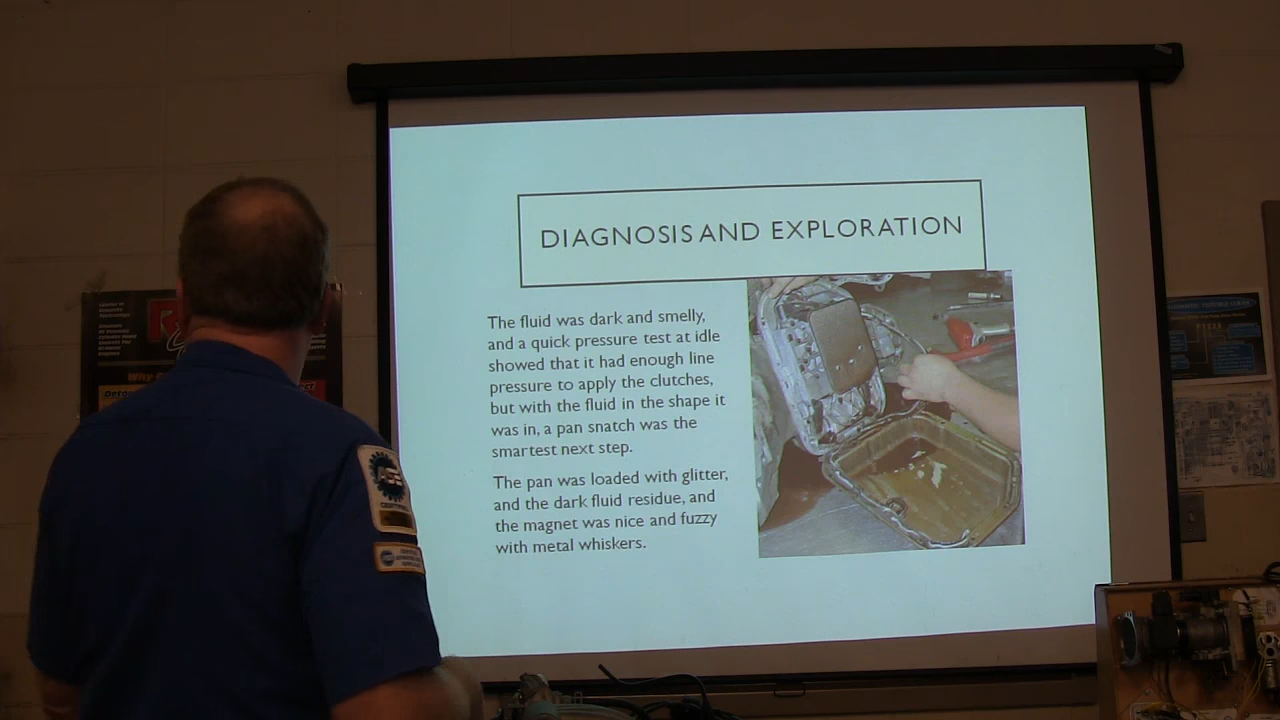 DIAGNOSIS AND EXPLORATION
The fluid was dark and smelly,
and a quick pressure test at idle
showed that it had enough line
pressure to apply the clutches,
but with the fluid in the shape it
was in, a pan snatch was the
smartest next step.
The pan was loaded with glitter,
and the dark fluid residue, and
the magnet was nice and fuzzy
with metal whiskers.
Why
ASE